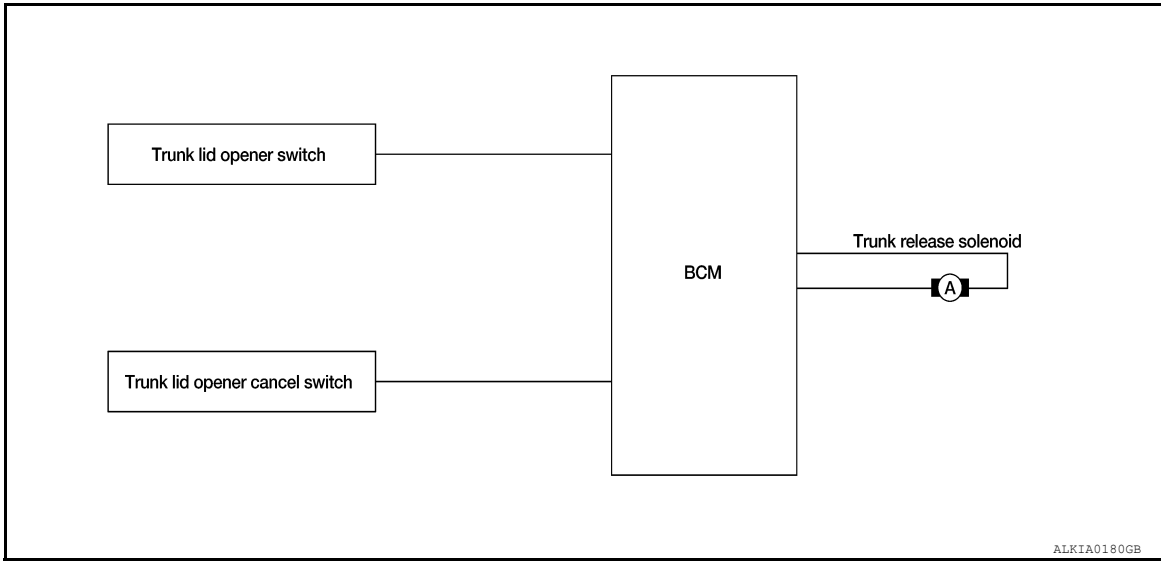 Trunk lid opener switch
Trunk release solenoid
BCM
A
Trunk lid opener cancel switch
ALKIA0180GB